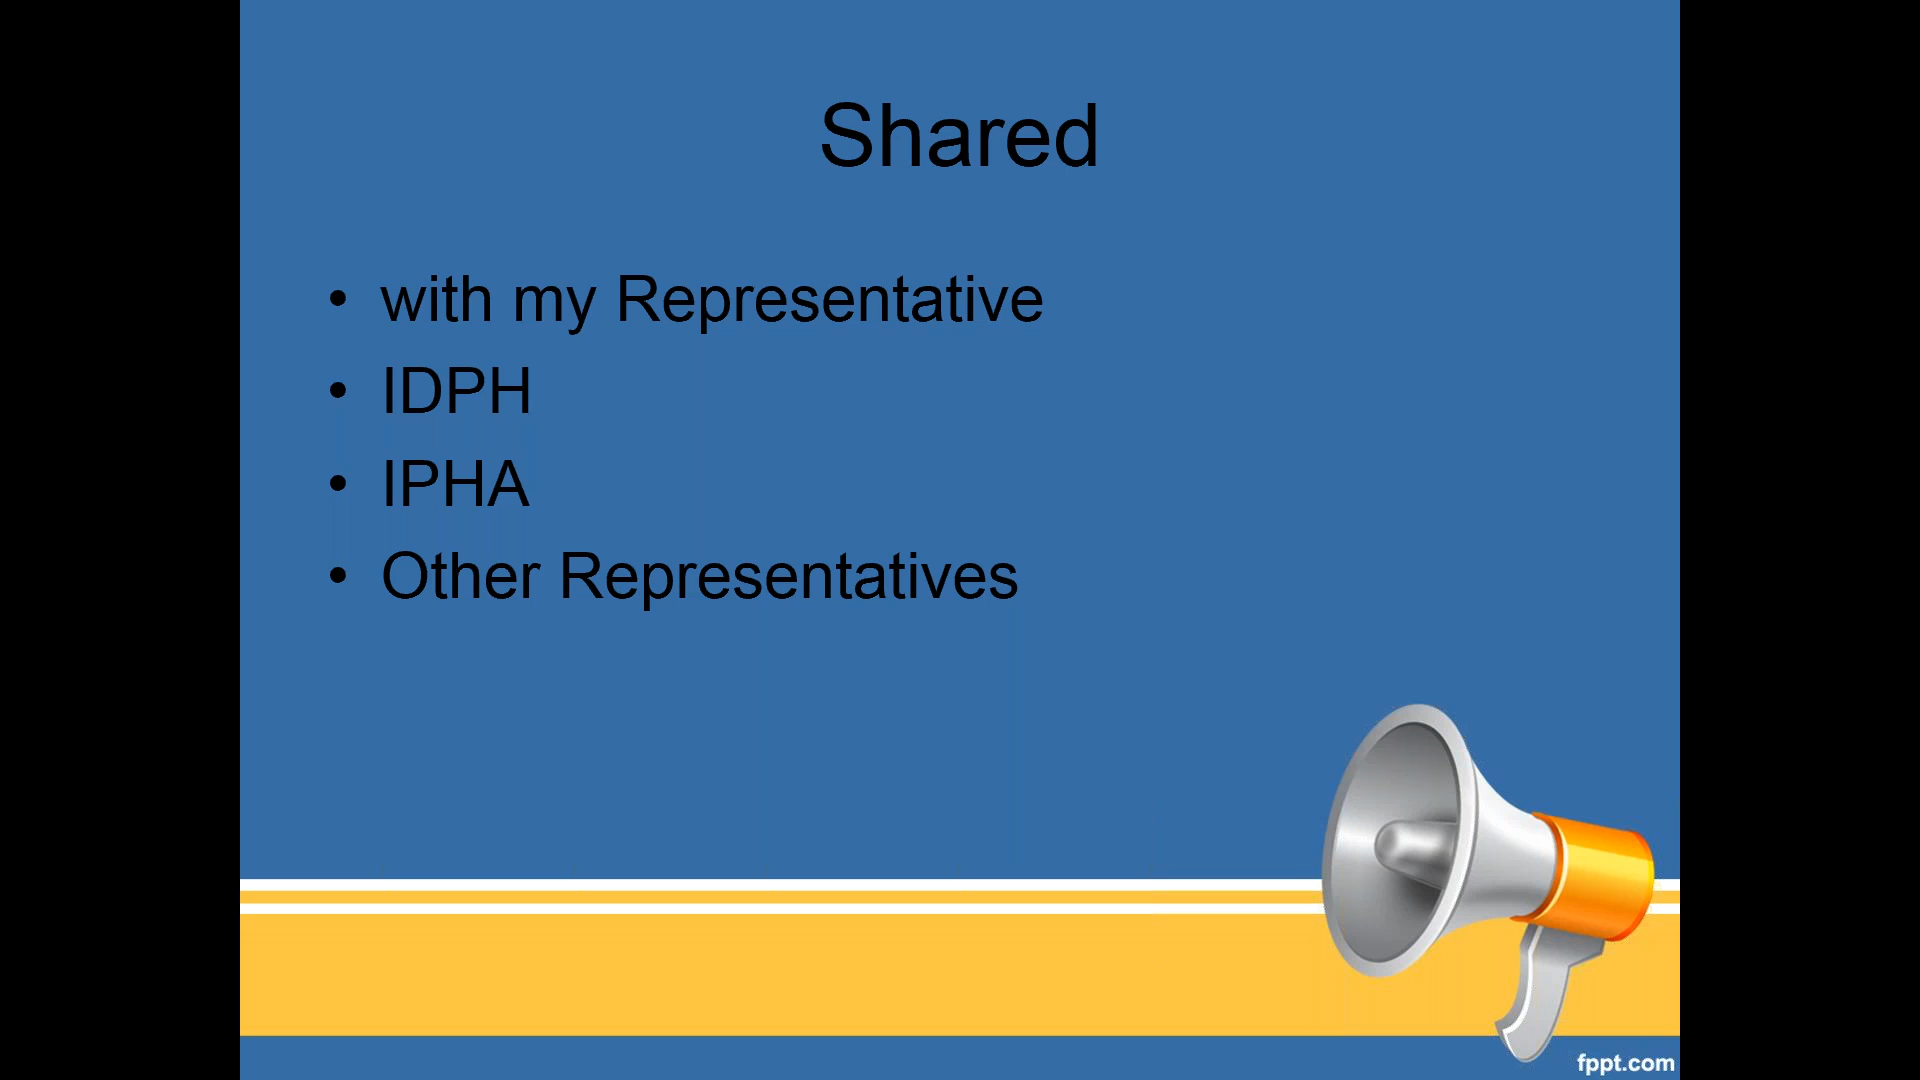 Shared
• with my Representative
• IDPH
• IPHA
• Other Representatives
fppt.com